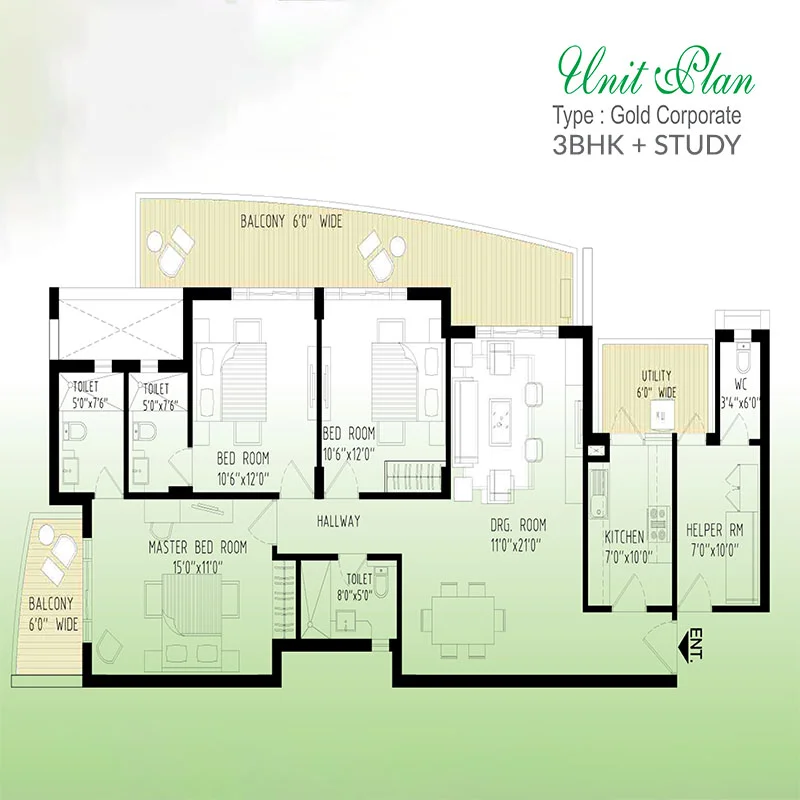 Unit Plan
Type : Gold Corporate
3BHK + STUDY
BALCONY 6'0" WIDE
TOILET
5'0"x7'6"
TOILET
5'0"x7'6"
BED ROOM
10'6"x12'0"
BED ROOM
10'6"x12'0"
UTILITY
6'0" WIDE
WC
3'4"x6'0"
HALLWAY
DRG. ROOM
11'0"x21'0"
KITCHEN
7'0"x10'0"
HELPER RM
7'0"x10'0"
MASTER BED ROOM
15'0"x11'0"
TOILET
8'0"x5'0"
BALCONY
6'0" WIDE
ENT.